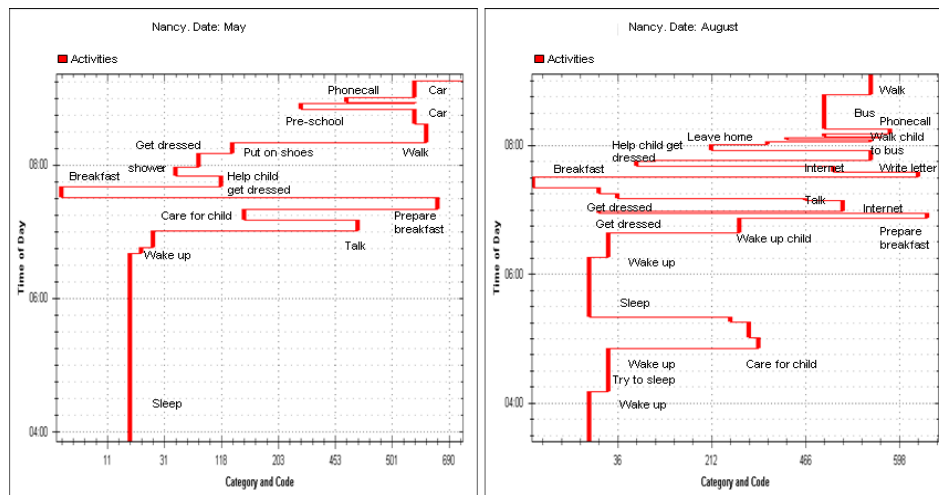 Nancy. Date: May
Activities
Phonecall
Car
Pre-school
Car
Get dressed
Put on shoes
Walk
08:00
shower
Breakfast
Help child
get dressed
Care for child
Prepare
breakfast
Talk
Wake up
Time of Day
06:00
Sleep
04:00
11
31
118
203
453
501
690
Category and Code
Nancy. Date: August
Activities
Walk
Bus
Phonecall
Leave home
Walk child
to bus
08:00
Help child get
dressed
Breakfast
Internet
Write letter
Talk
Get dressed
Internet
Get dressed
Wake up child
Prepare
breakfast
Wake up
Time of Day
06:00
Sleep
Wake up
Care for child
Try to sleep
Wake up
04:00
36
212
466
598
Category and Code